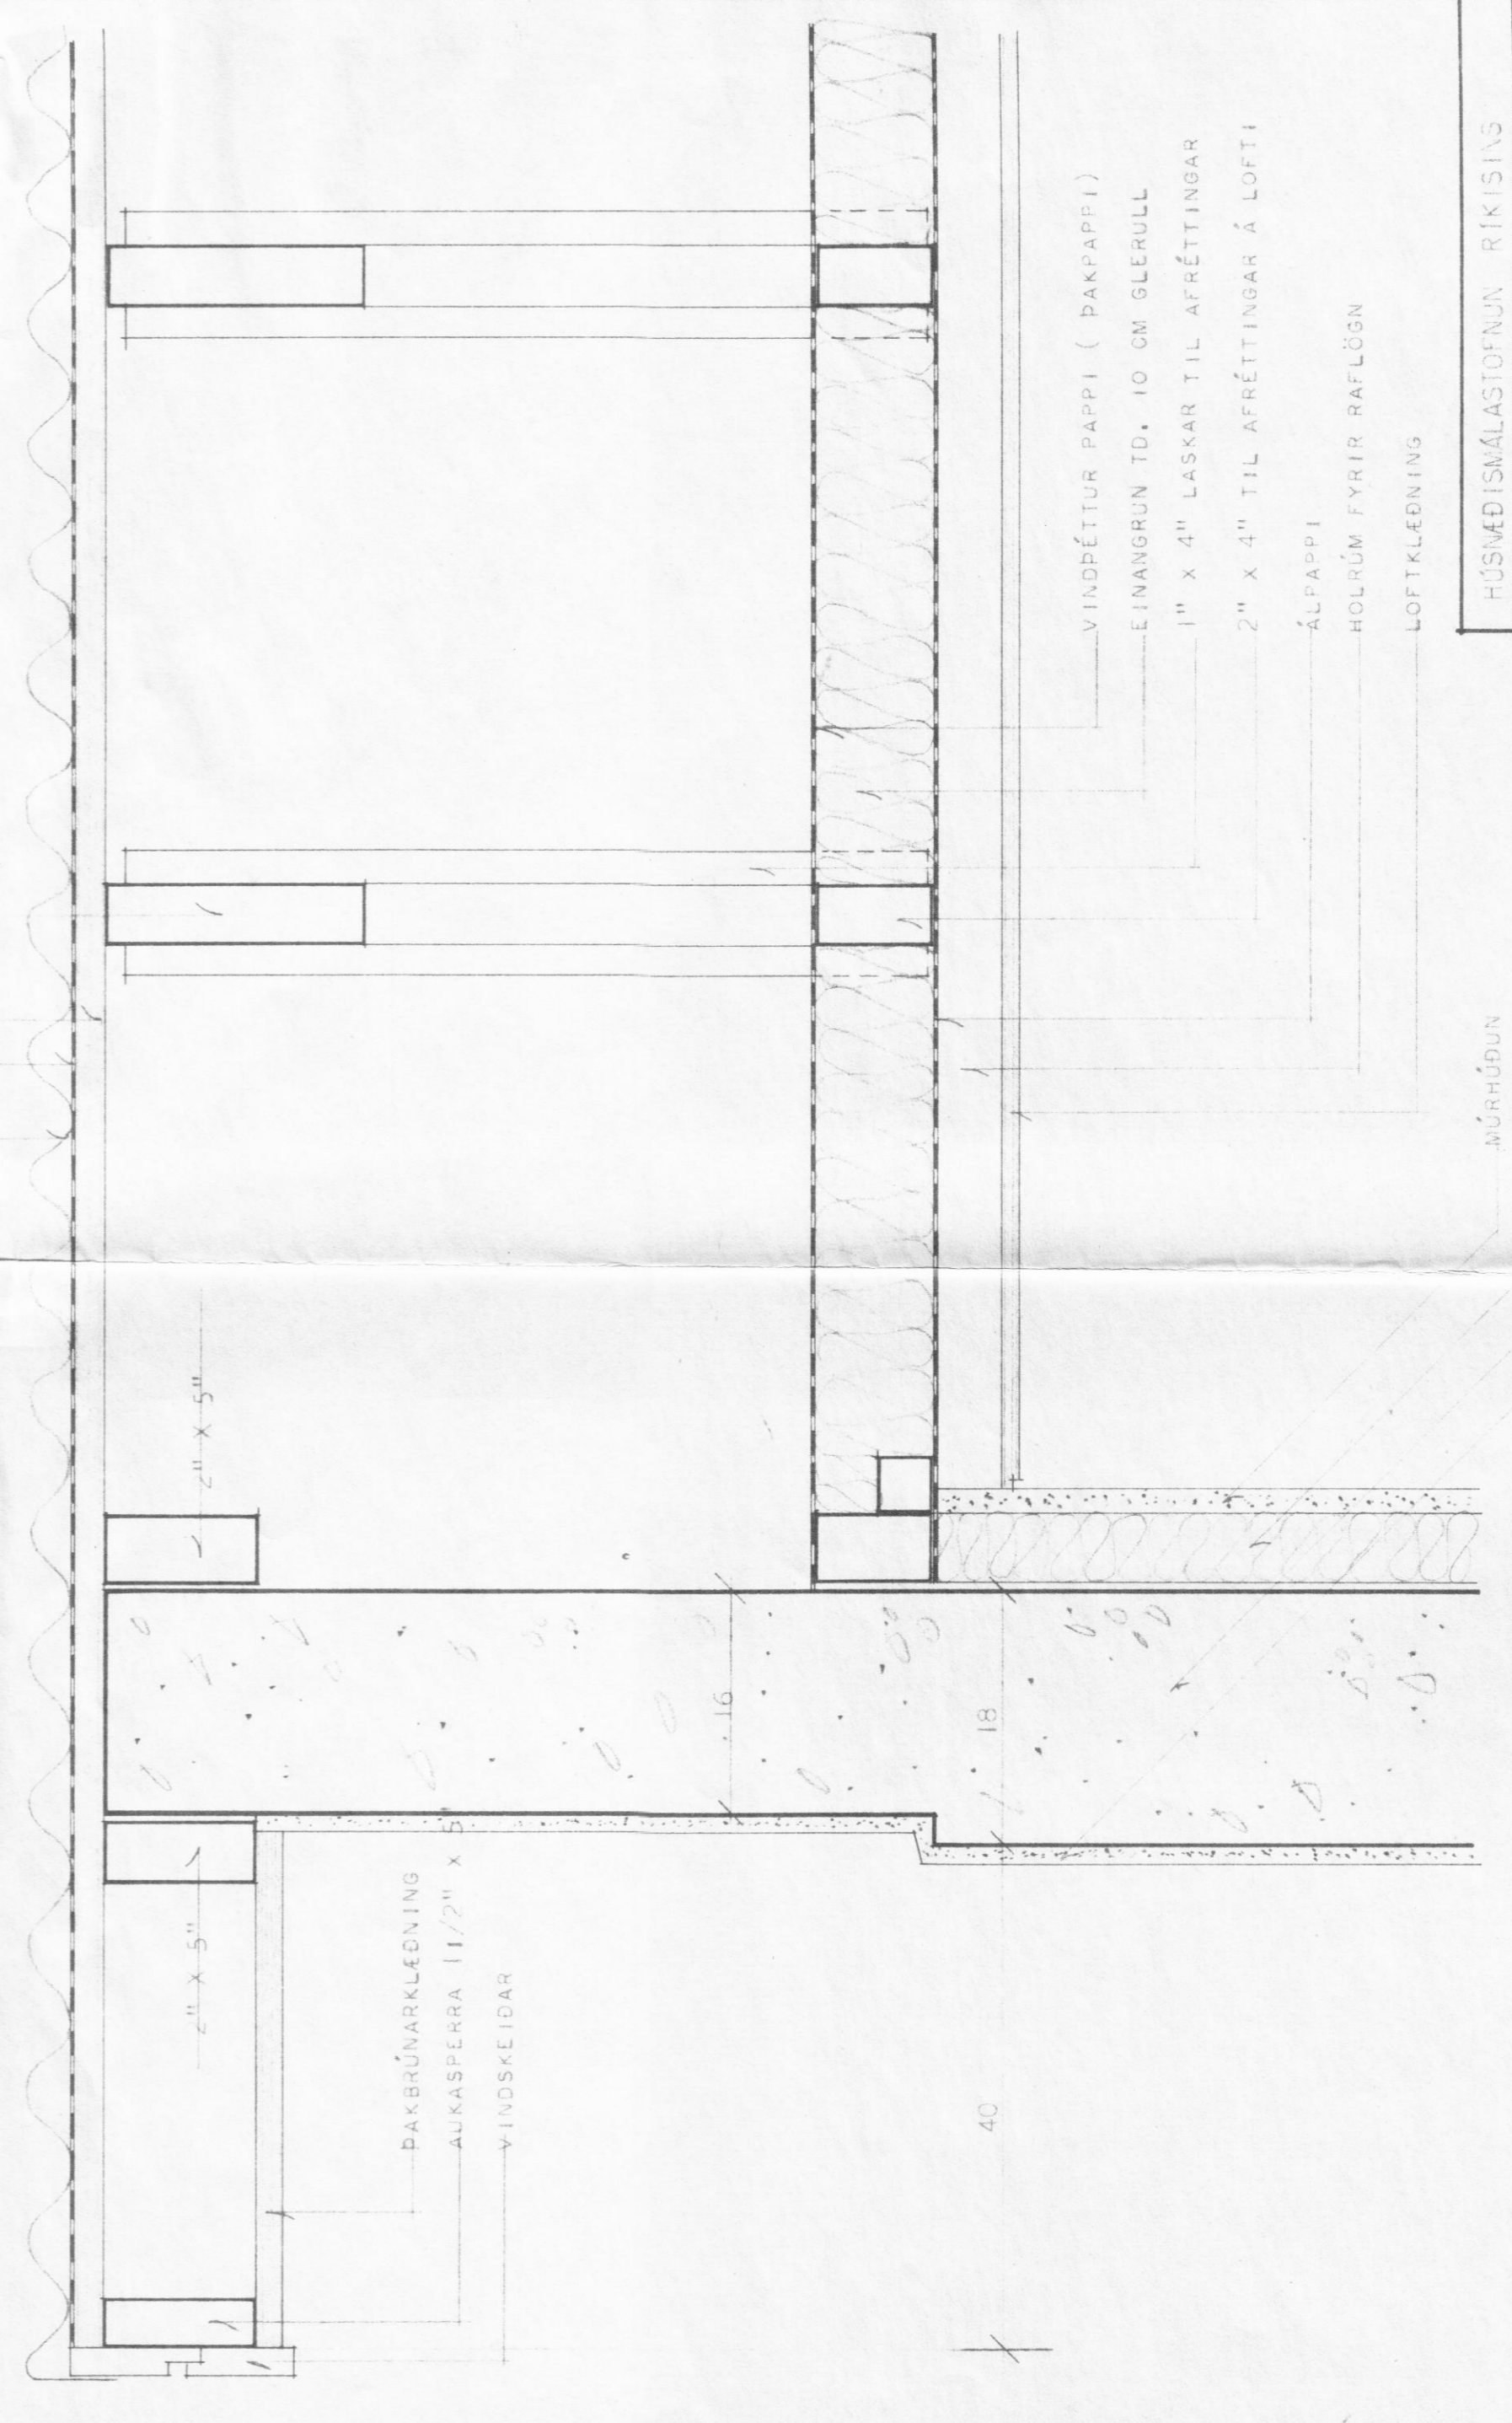 2" X 5"
2" X 5"
ÞAKBRÚNARKLÆÐNING
AUKASPERRA 1 1/2" X 5"
VINDSKEIÐAR
16
18
40
VINDÞÉTTUR PAPPI ( ÞAKPAPPI)
EINANGRUN TD. 10 CM GLERULL
1" X 4" LASKAR TIL AFRÉTTINGAR
2" X 4" TIL AFRÉTTINGAR Á LOFTI
ÁLPAPPI
HOLRÚM FYRIR RAFLÖGN
LOFTKLÆÐNING
MÚRHÚÐUN
HÚSNÆÐISMÁLASTOFNUN RÍKISINS